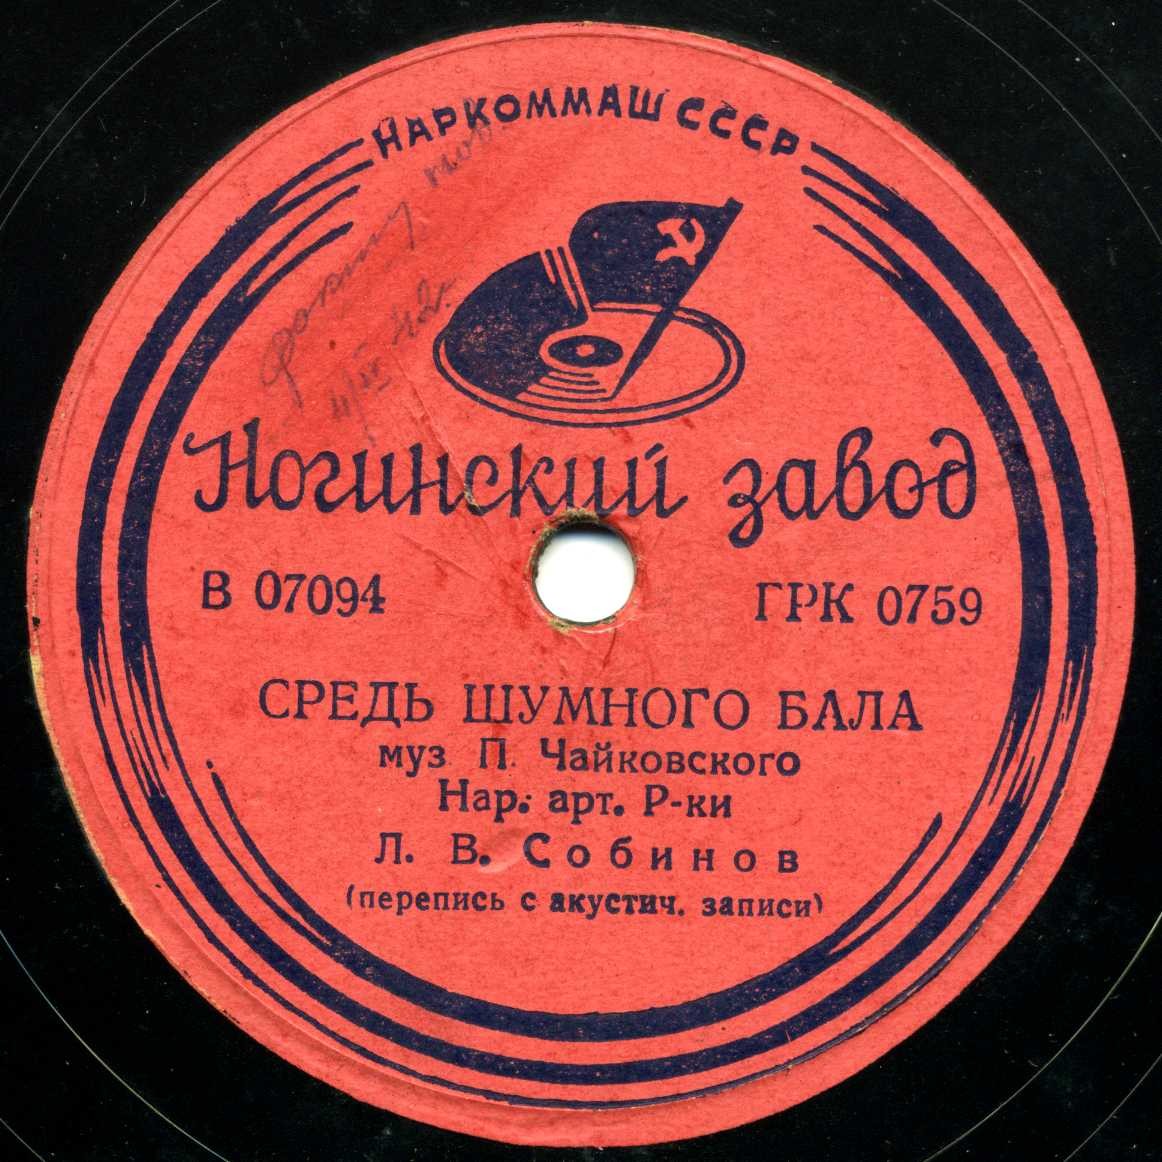 НАРКОММАШ СССР
Ногинский завод
В 07094
ГРК 0759
СРЕДЬ ШУМНОГО БАЛА
муз П. Чайковского
Нар. арт. Р-ки
Л. В. Собинов
(перепись с акустич. записи)